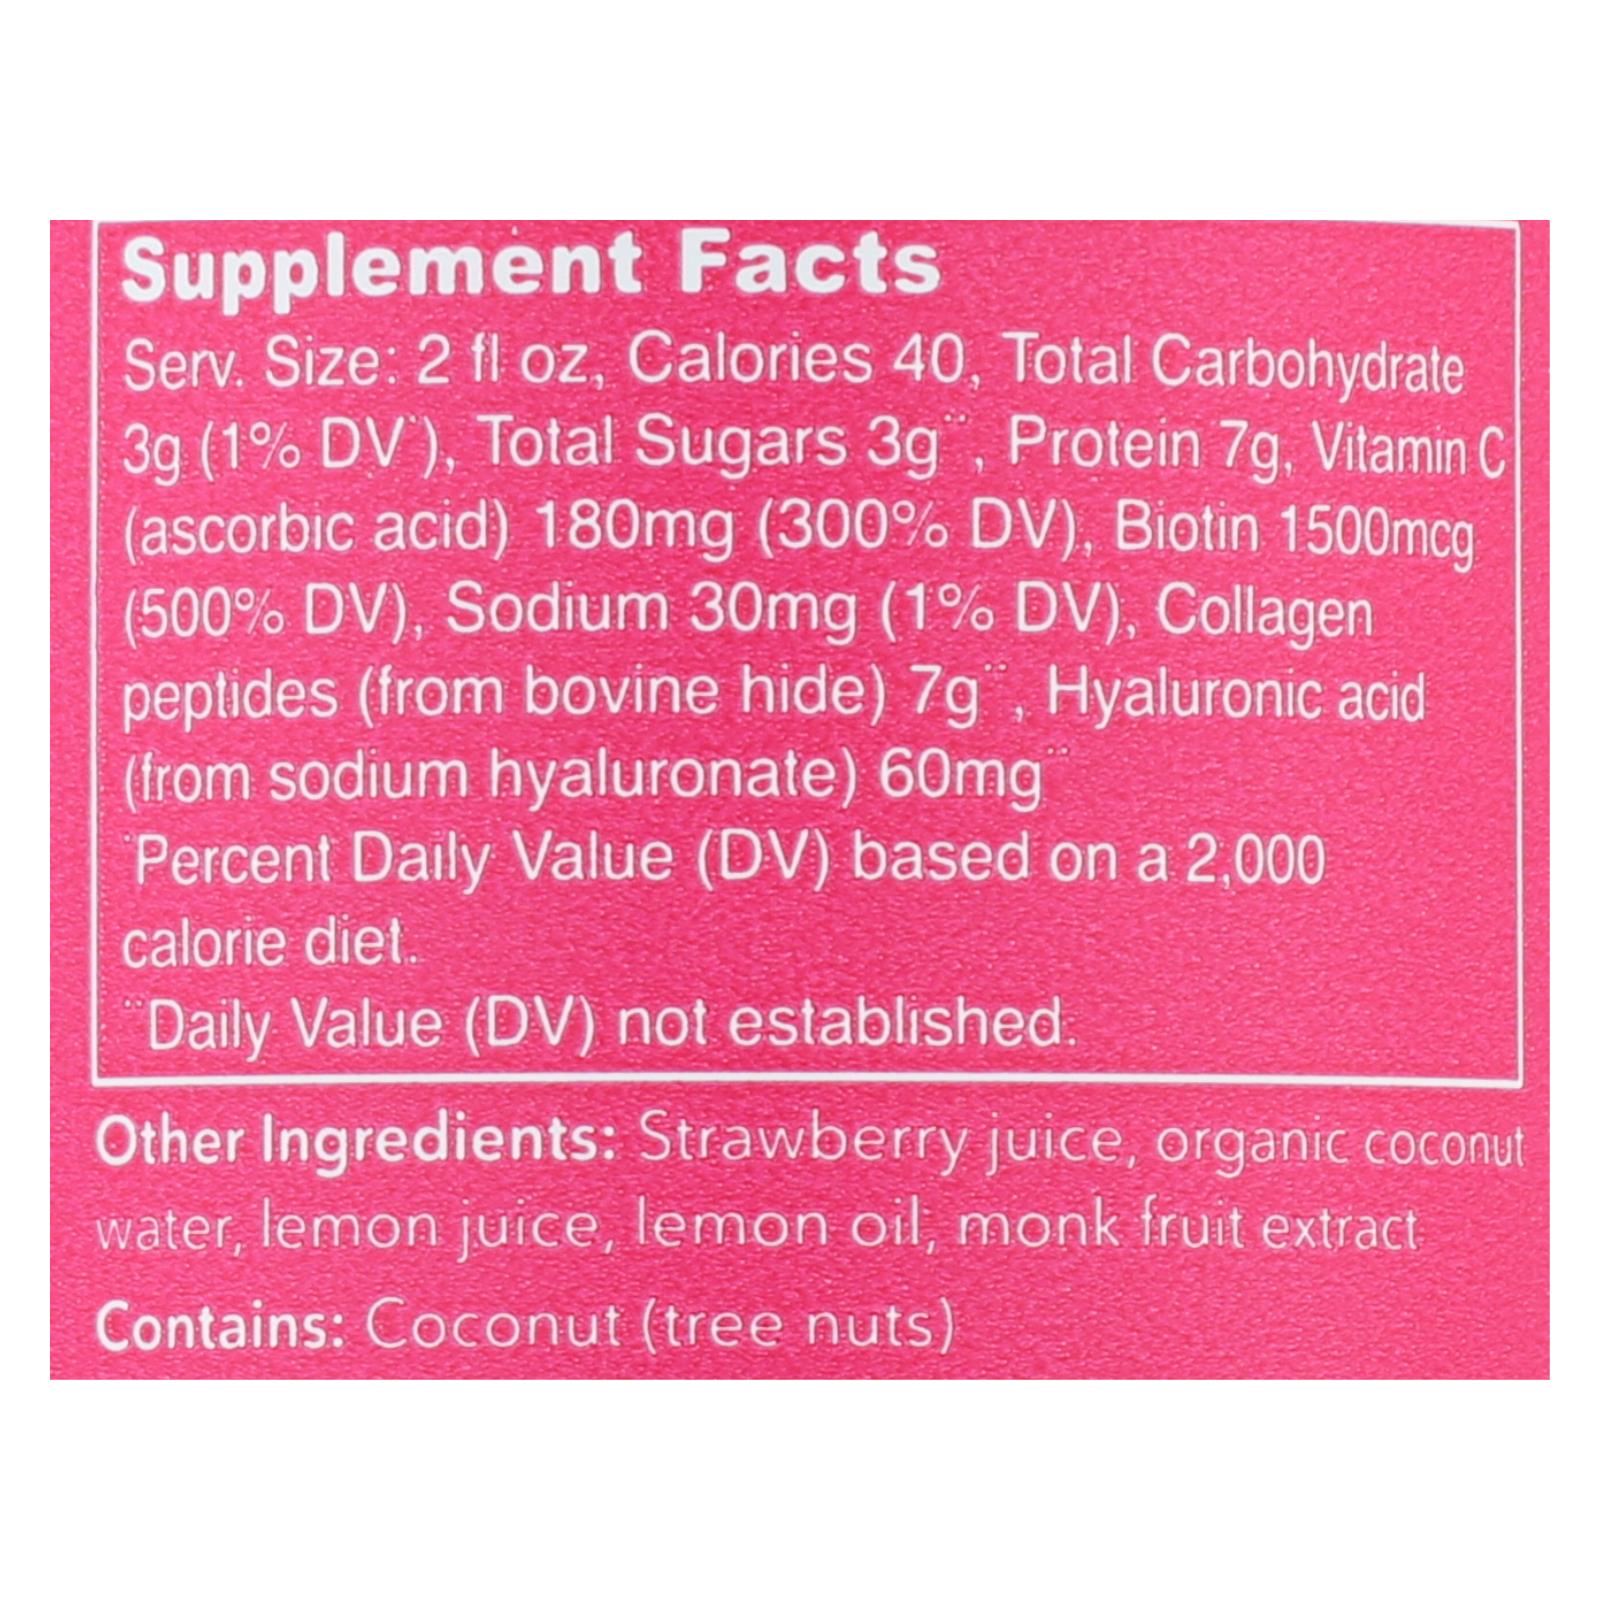 Supplement Facts
Serv. Size: 2 fl oz, Calories 40, Total Carbohydrate
3g (1% DV*), Total Sugars 3g**, Protein 7g, Vitamin C
(ascorbic acid) 180mg (300% DV), Biotin 1500mcg
(500% DV), Sodium 30mg (1% DV), Collagen
peptides (from bovine hide) 7g**, Hyaluronic acid
(from sodium hyaluronate) 60mg**
*Percent Daily Value (DV) based on a 2,000
calorie diet.
**Daily Value (DV) not established.
Other Ingredients: Strawberry juice, organic coconut
water, lemon juice, lemon oil, monk fruit extract
Contains: Coconut (tree nuts)